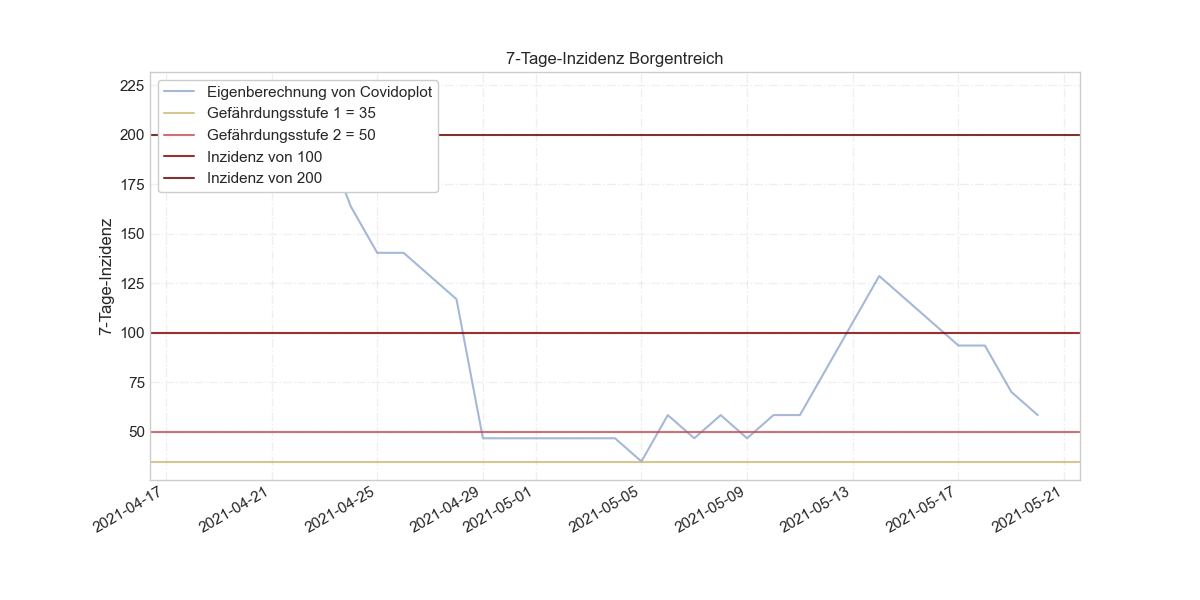 7-Tage-Inzidenz Borgentreich
Eigenberechnung von Covidoplot
Gefährdungsstufe 1 = 35
Gefährdungsstufe 2 = 50
Inzidenz von 100
Inzidenz von 200
7-Tage-Inzidenz
225
200
175
150
125
100
75
50
2021-04-17
2021-04-21
2021-04-25
2021-04-29
2021-05-01
2021-05-05
2021-05-09
2021-05-13
2021-05-17
2021-05-21